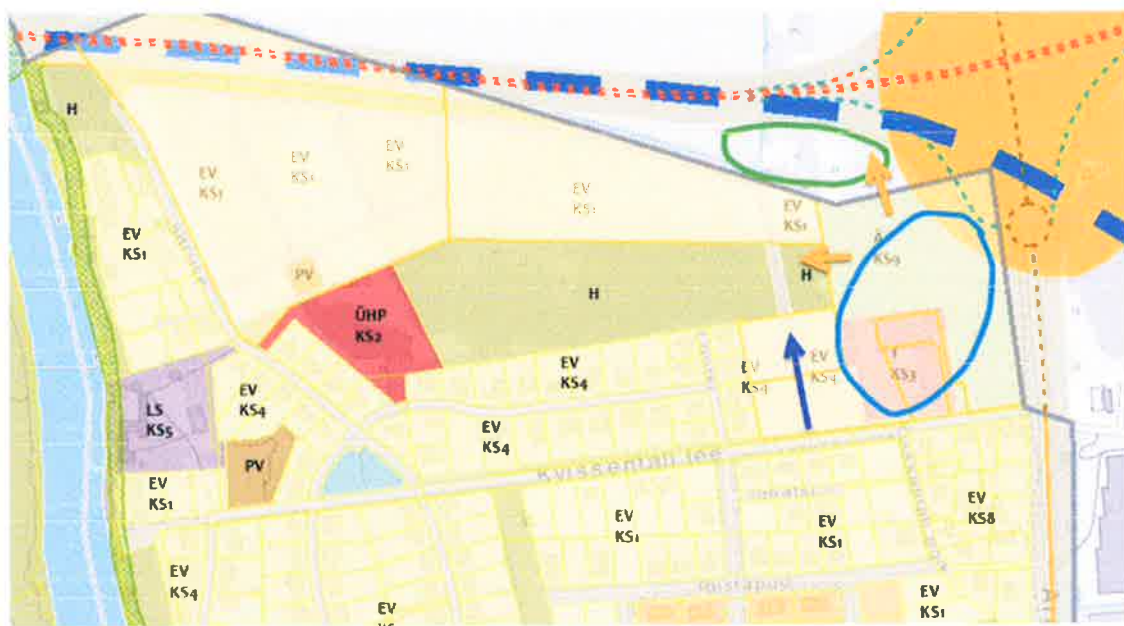 H
EV
KS1
EV
KS1
EV
KS1
EV
KS1
EV
KS1
EV
KS1
PV
ÜHP
KS2
H
H
Ä
KS9
EV
KS4
EV
KS4
EV
KS4
KS3
LS
KS5
EV
KS4
EV
KS4
PV
EV
KS1
Kvissentali tee
EV
KS1
EV
KS1
EV
KS8
EV
KS4
EV
EV
KS1